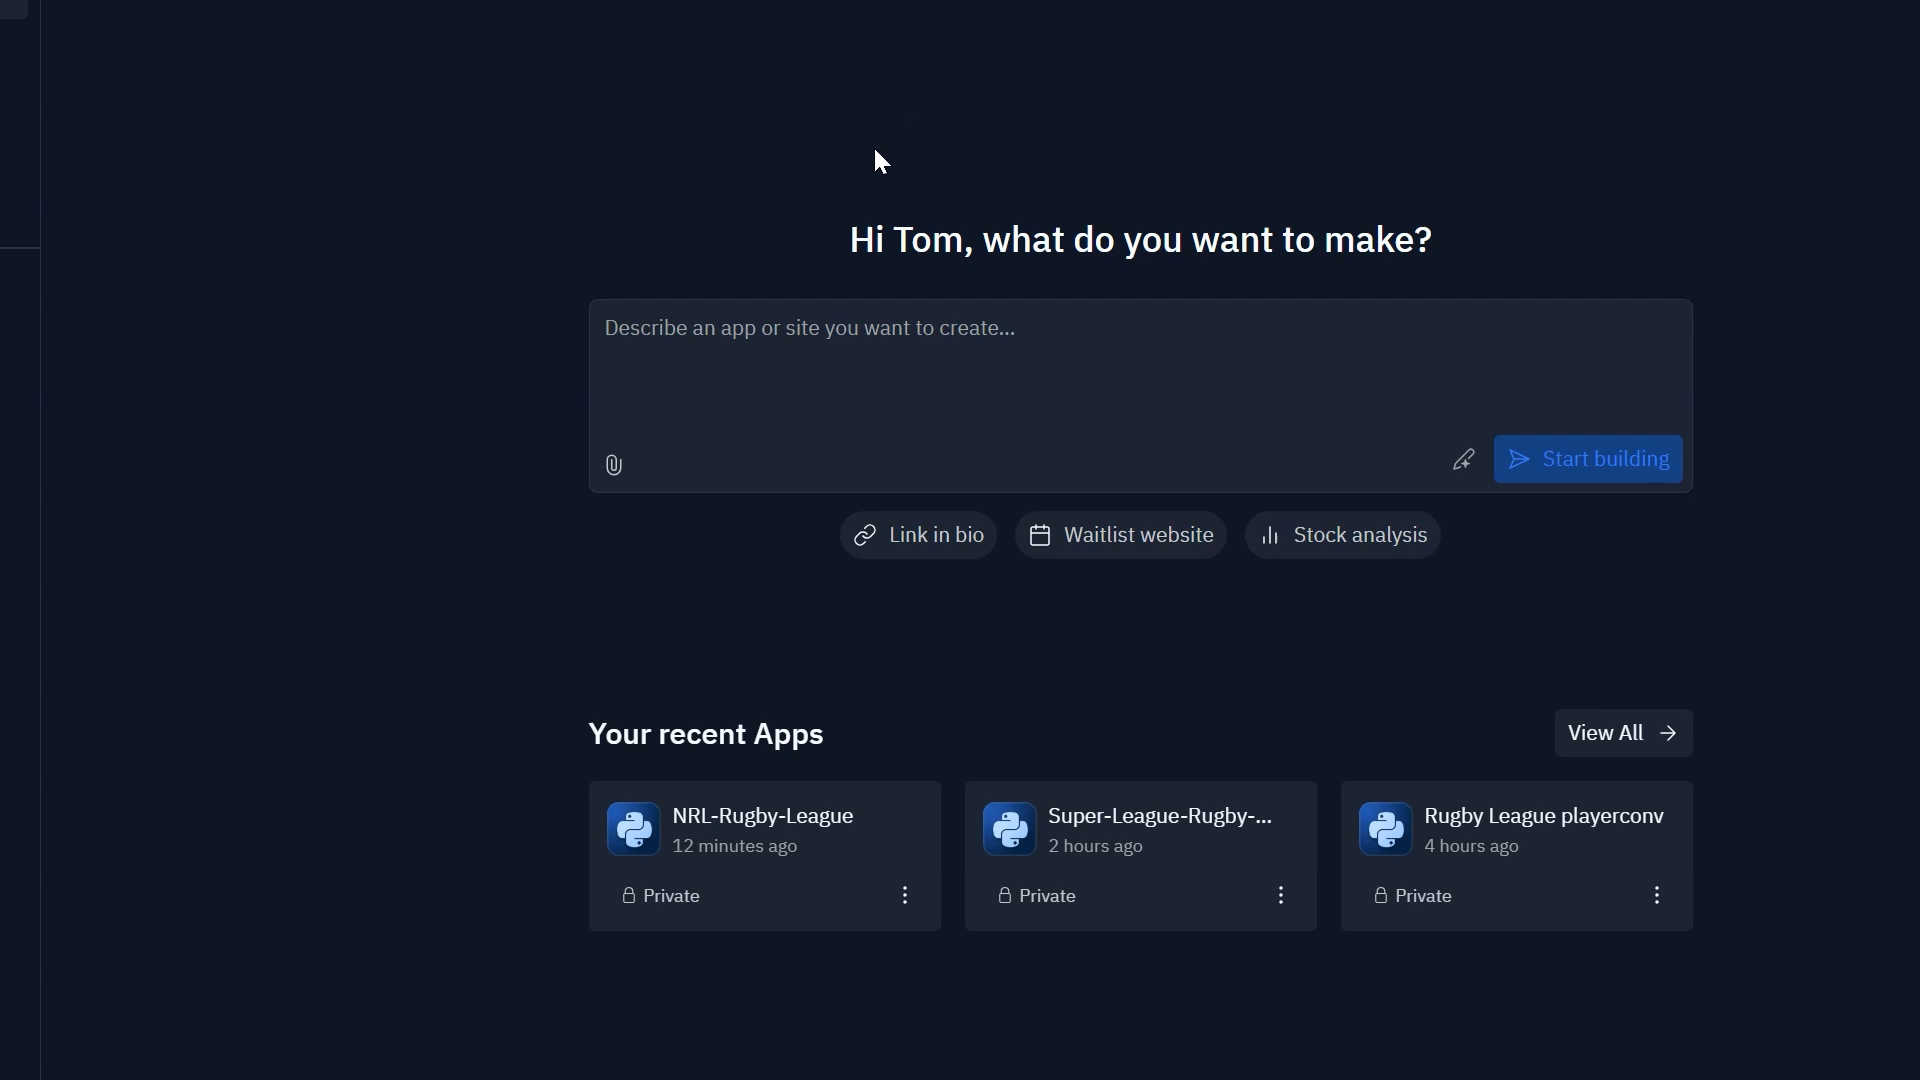 Hi Tom, what do you want to make?
Describe an app or site you want to create...
Start building
Link in bio
Waitlist website
Stock analysis
Your recent Apps
View All
NRL-Rugby-League
12 minutes ago
Private
Super-League-Rugby-...
2 hours ago
Private
Rugby League playerconv
4 hours ago
Private